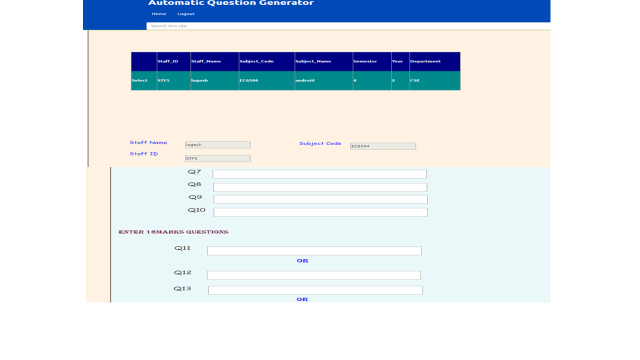 Automatic Question Generator
Home Logout
Search this site
Staff_ID Staff_Name Subject_Code Subject_Name Semester Year Department
Select STF5 logesh EC6504 android 4 2 CSE
Staff Name logesh Subject Code EC6504
Staff ID STF5
Q7
Q8
Q9
Q10
ENTER 16MARKS QUESTIONS
Q11
OR
Q12
Q13
OR